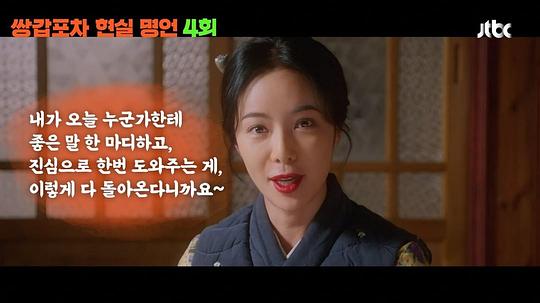 쌍갑포차 현실 명언 4회
jtbc
내가 오늘 누군가한테
좋은 말 한 마디하고,
진심으로 한번 도와주는 게,
이렇게 다 돌아온다니까요~